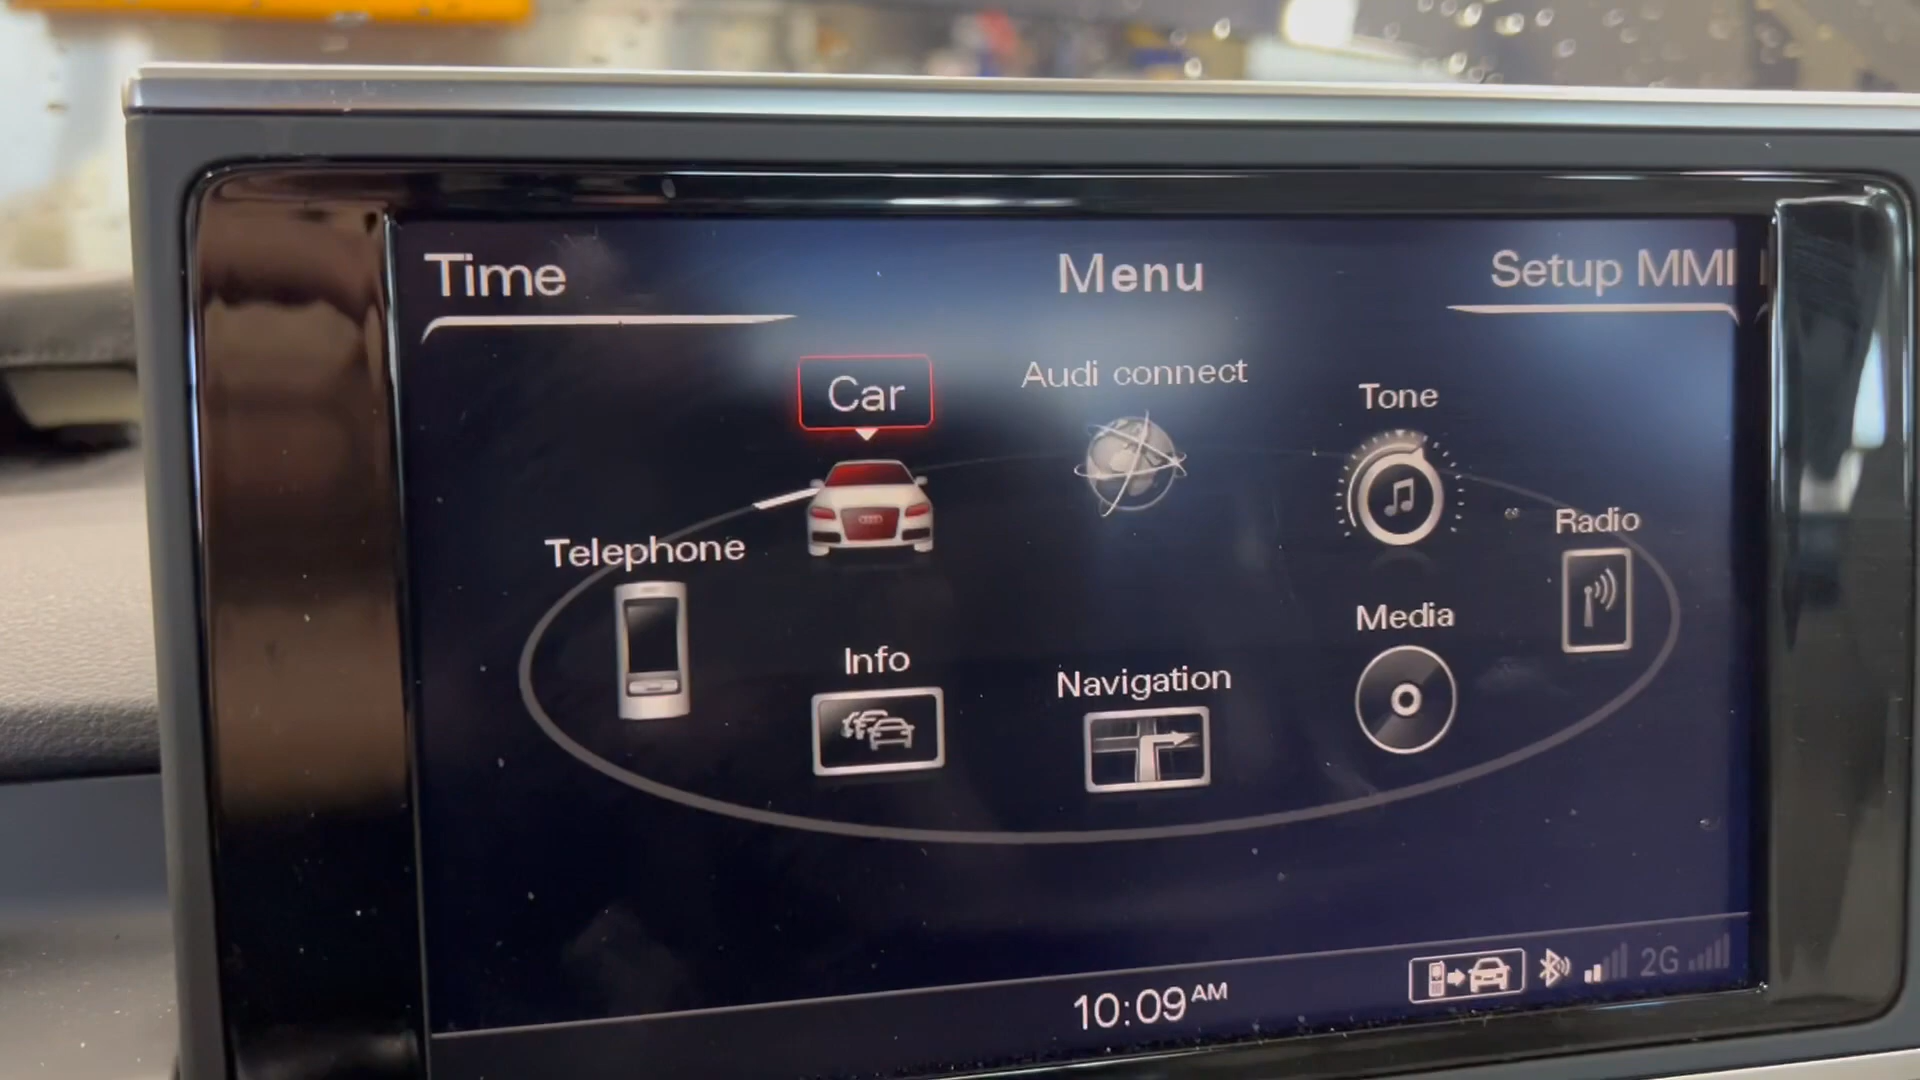 Time
Menu
Setup MMI
Car
Audi connect
Tone
Radio
Telephone
Media
Info
Navigation
10:09 AM
2G